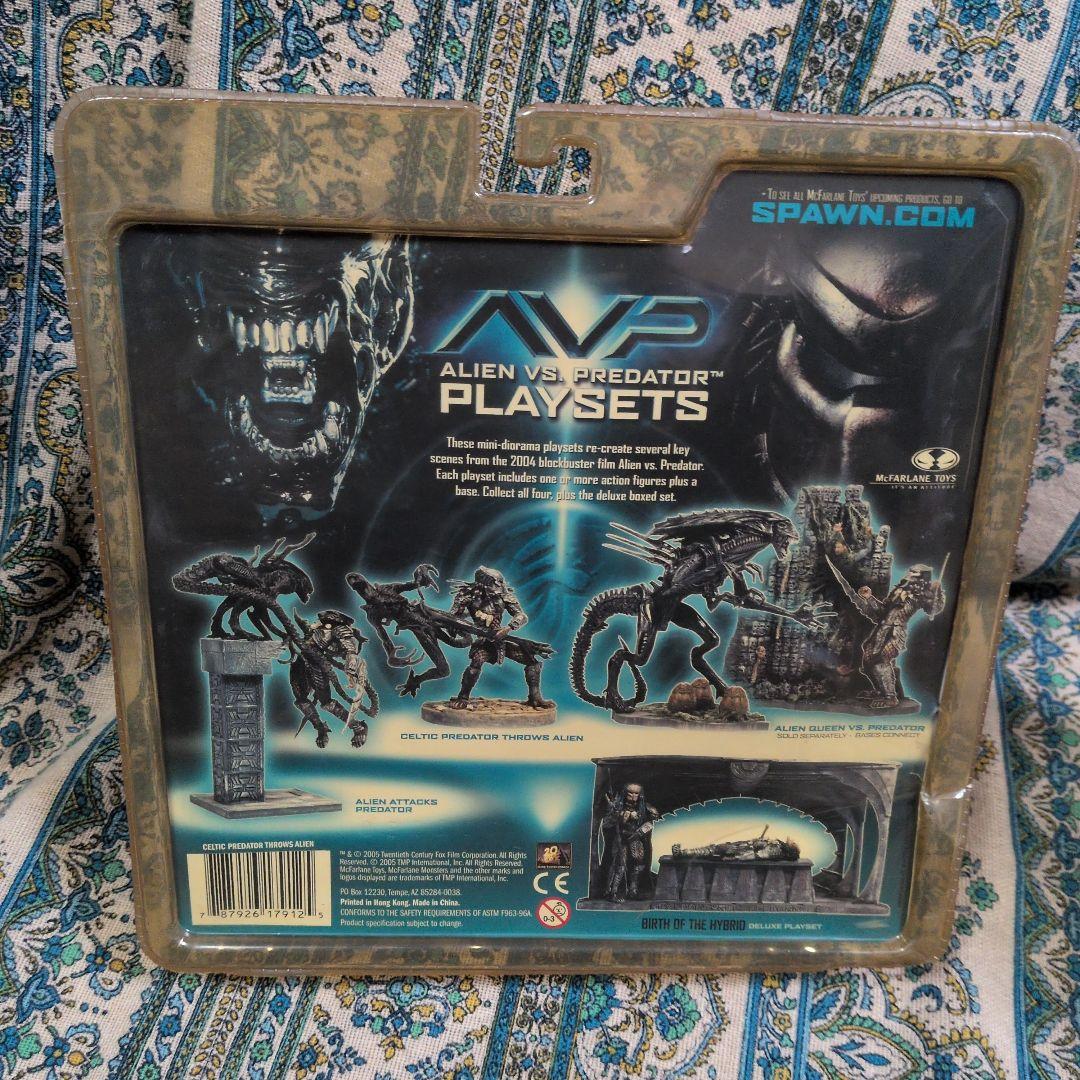 • TO SEE ALL MCFARLANE TOYS' UPCOMING PRODUCTS, GO TO
SPAWN.COM
AVP
ALIEN VS. PREDATOR™
PLAYSETS
These mini-diorama playsets re-create several key
scenes from the 2004 blockbuster film Alien vs. Predator.
Each playset includes one or more action figures plus a
base. Collect all four, plus the deluxe boxed set.
MCFARLANE TOYS
IT'S AN ATTITUDE
CELTIC PREDATOR THROWS ALIEN
ALIEN QUEEN VS. PREDATOR
SOLD SEPARATELY - BASES CONNECT
ALIEN ATTACKS
PREDATOR
CELTIC PREDATOR THROWS ALIEN
7 87926 17912 5
™ & © 2005 Twentieth Century Fox Film Corporation. All Rights
Reserved. © 2005 TMP International, Inc. All Rights Reserved.
McFarlane Toys, McFarlane Monsters and the other marks and
logos displayed are trademarks of TMP International, Inc.
PO Box 12230, Tempe, AZ 85284-0038.
Printed in Hong Kong. Made in China.
CONFORMS TO THE SAFETY REQUIREMENTS OF ASTM F963-96A.
Product specification subject to change.
20
CE
0-3
BIRTH OF THE HYBRID DELUXE PLAYSET